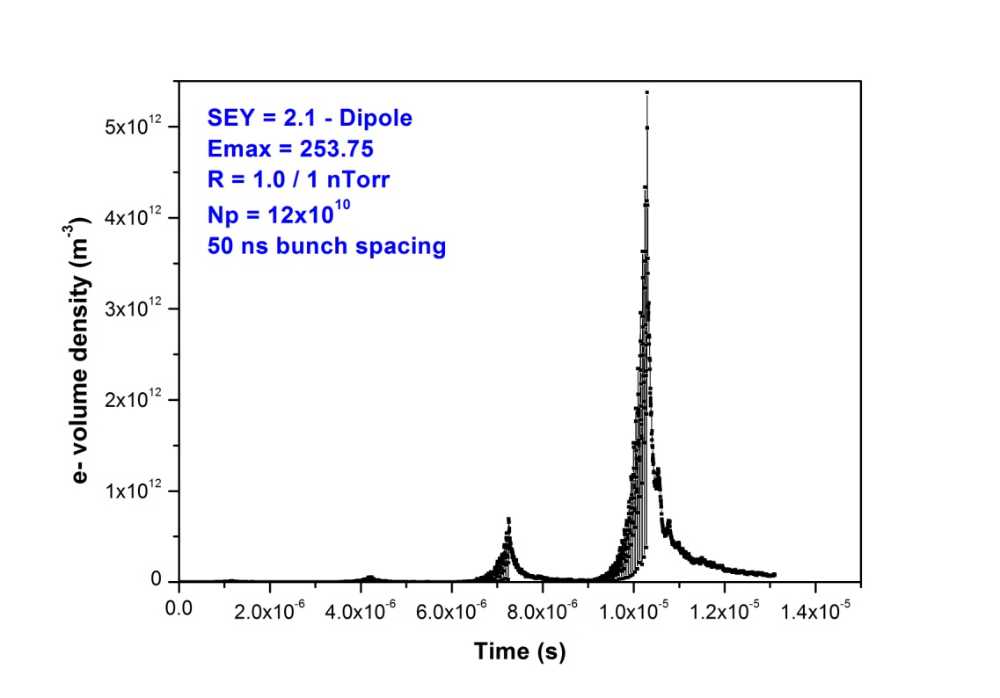 SEY = 2.1 - Dipole
Emax = 253.75
R = 1.0 / 1 nTorr
Np = 12x10^10
50 ns bunch spacing
e- volume density (m^-3)
5x10^12
4x10^12
3x10^12
2x10^12
1x10^12
0
0.0 2.0x10^-6 4.0x10^-6 6.0x10^-6 8.0x10^-6 1.0x10^-5 1.2x10^-5 1.4x10^-5
Time (s)